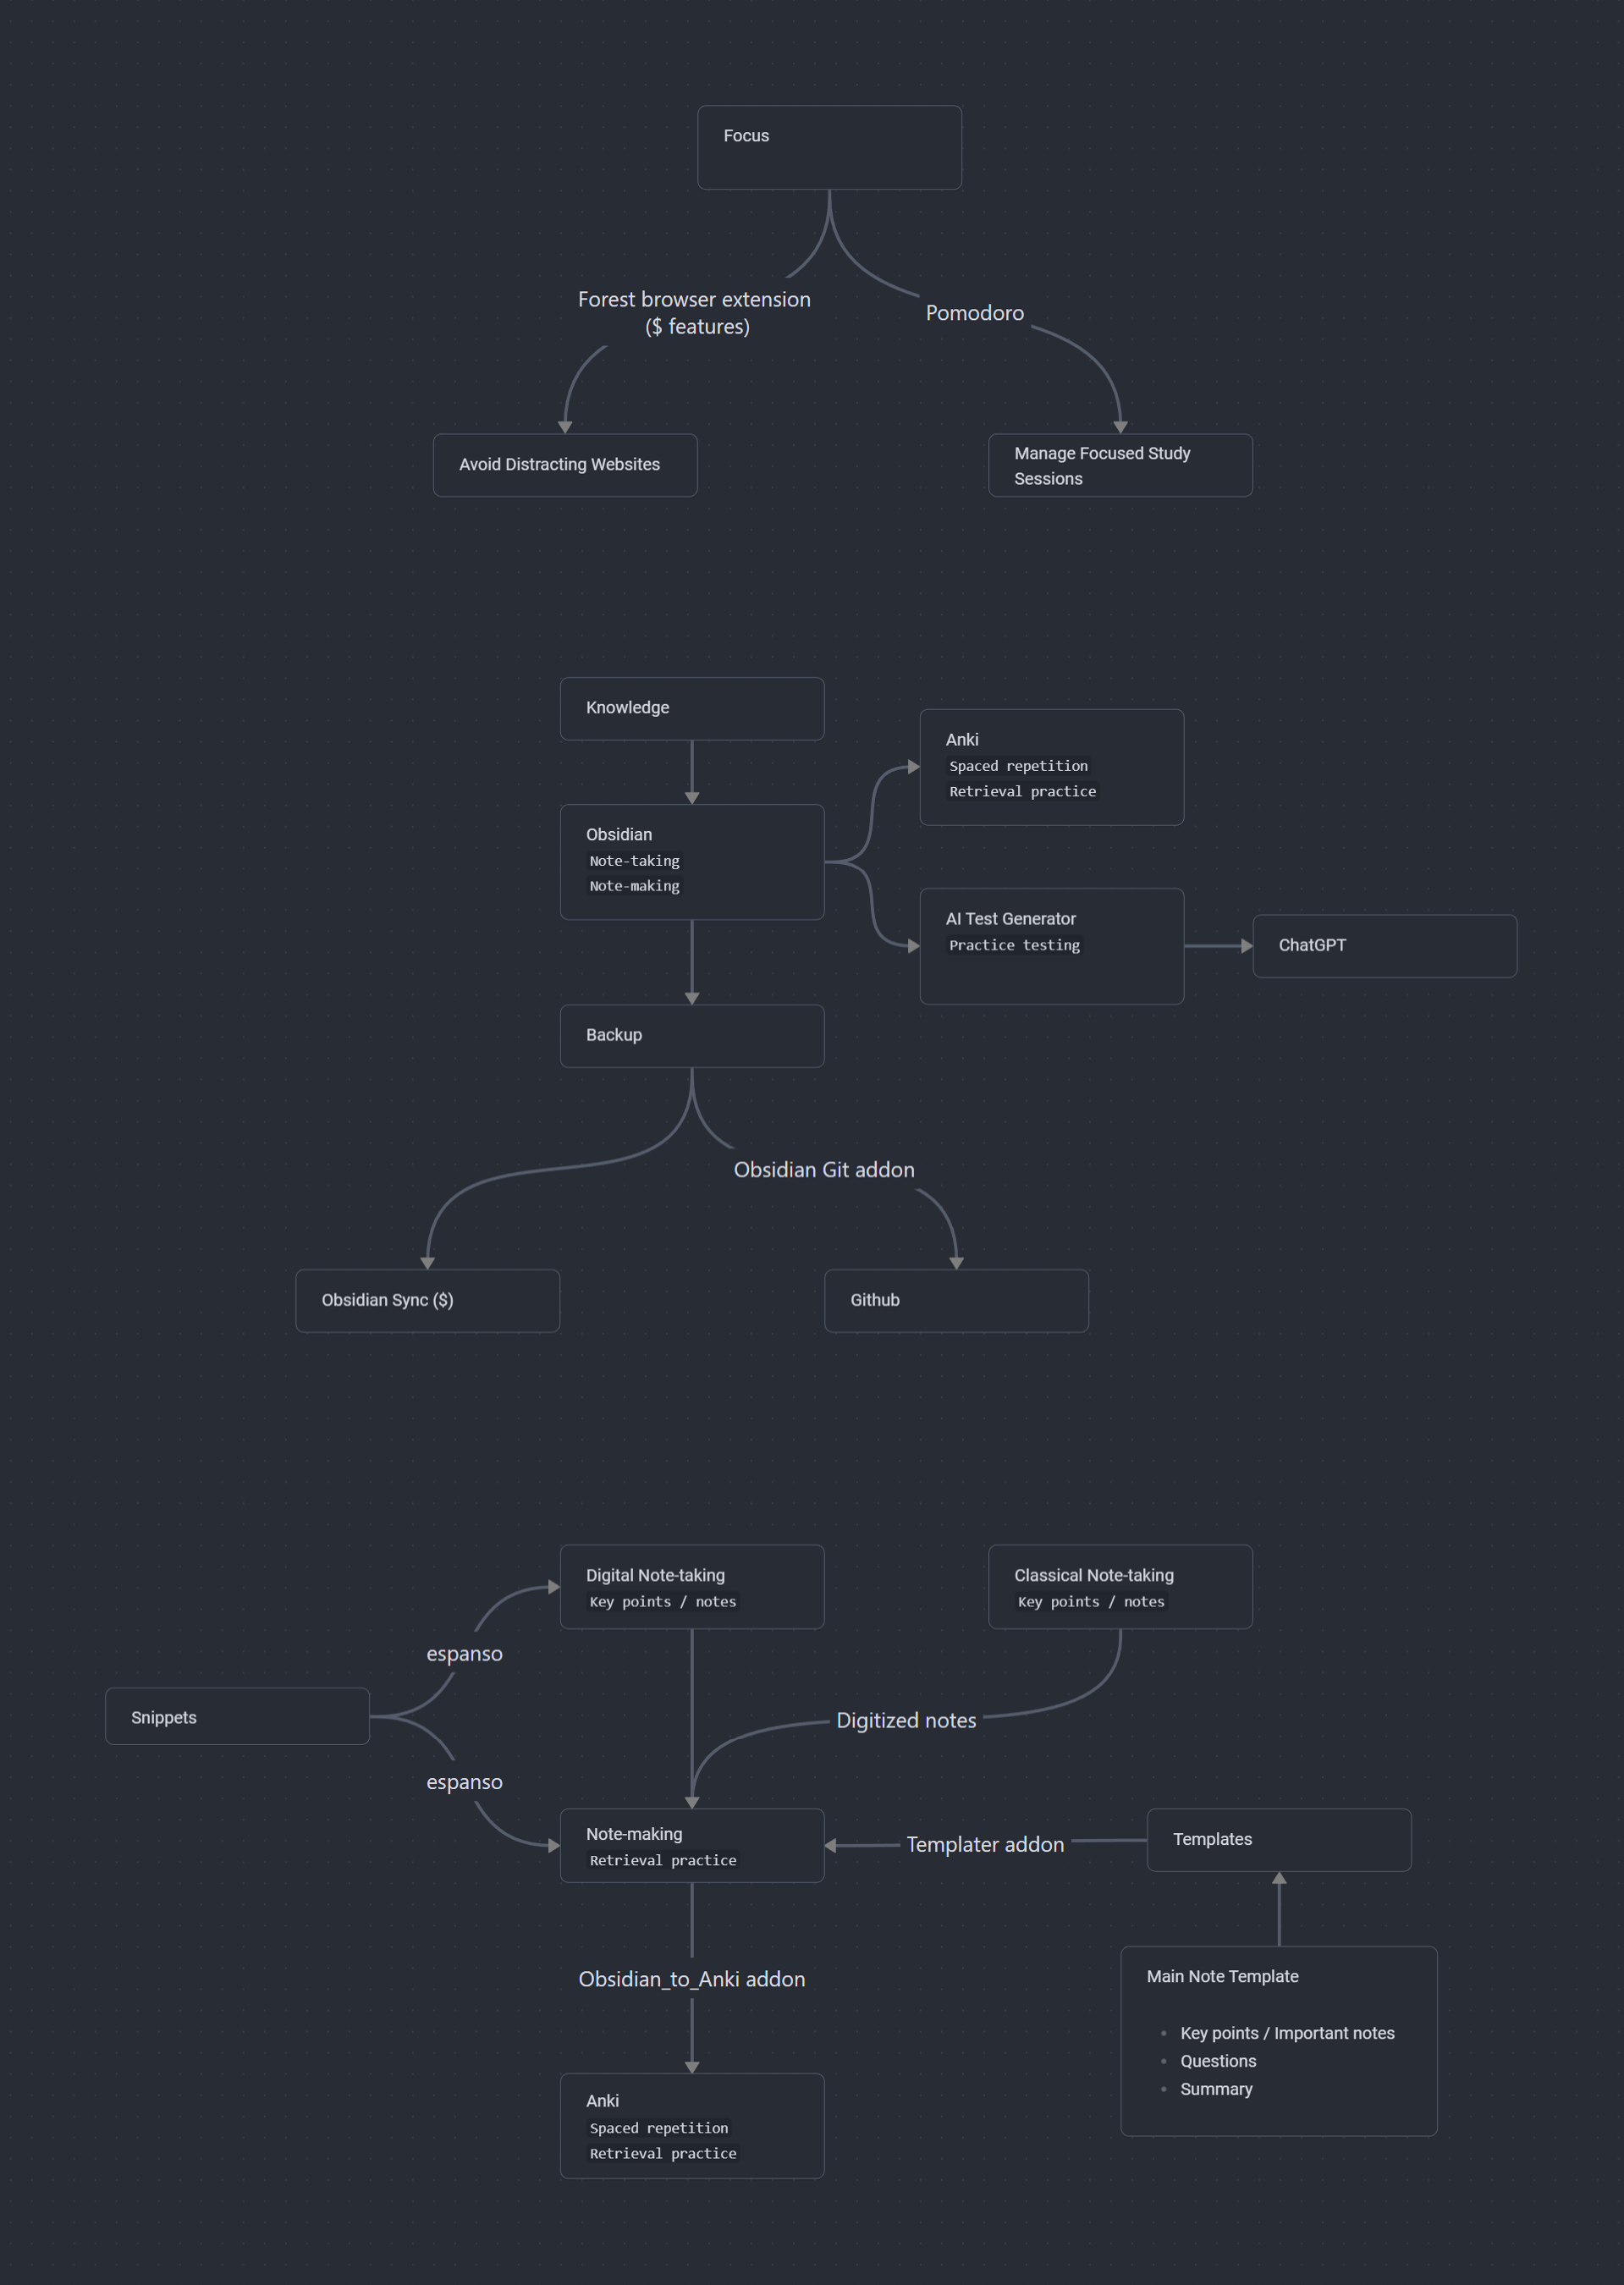 Focus
Forest browser extension
($ features)
Pomodoro
Avoid Distracting Websites
Manage Focused Study
Sessions
Knowledge
Anki
Spaced repetition
Retrieval practice
Obsidian
Note-taking
Note-making
AI Test Generator
Practice testing
ChatGPT
Backup
Obsidian Git addon
Obsidian Sync ($)
Github
Digital Note-taking
Key points / notes
Classical Note-taking
Key points / notes
espanso
Snippets
Digitized notes
espanso
Note-making
Retrieval practice
Templater addon
Templates
Obsidian_to_Anki addon
Main Note Template
Key points / Important notes
Questions
Summary
Anki
Spaced repetition
Retrieval practice